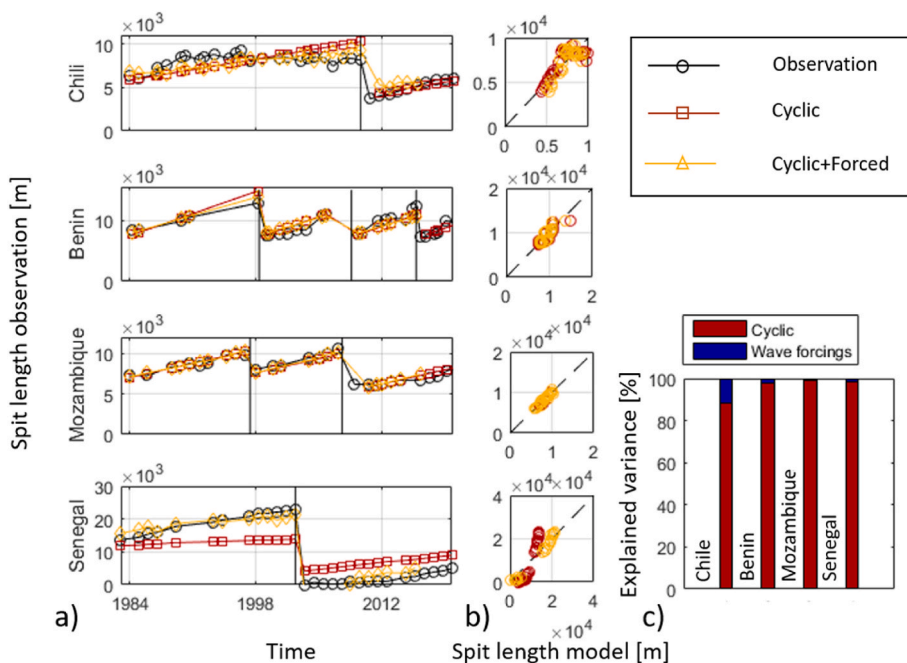 Spit length observation [m]
Chili
× 10³
10
5
0
Benin
× 10³
10
0
Mozambique
× 10³
10
5
0
Senegal
× 10³
30
20
10
0
1984
1998
2012
a)
Time
× 10⁴
1
0.5
0
0
0.5
1
× 10⁴
× 10⁴
2
1
0
0
1
2
× 10⁴
× 10⁴
2
1
0
0
1
2
× 10⁴
× 10⁴
4
2
0
0
2
4
× 10⁴
b)
Spit length model [m]
Observation
Cyclic
Cyclic+Forced
Cyclic
Wave forcings
Explained variance [%]
100
80
60
40
20
0
Chile
Benin
Mozambique
Senegal
c)